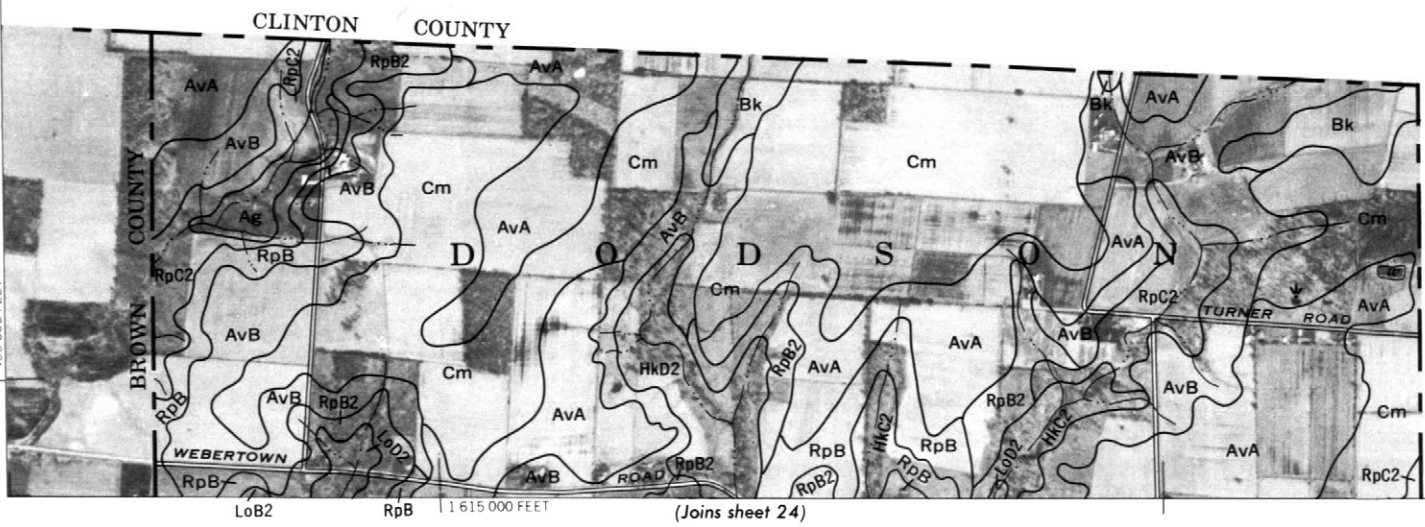 CLINTON COUNTY
RpC2
RpB2
AvA
AvA
Bk
Bk
AvA
Bk
AvB
Cm
Cm
AvB
AvB
Cm
Ag
AvA
AvB
Cm
BROWN COUNTY
RpB
D O D S O N
AvA
RpC2
Cm
RpC2
w
AvA
TURNER ROAD
AvB
AvB
Cm
HkD2
RpB2
AvA
AvA
AvB
RpB
AvB
RpB2
AvA
RpB2
Cm
LoD2
RpB
HkC2
RpB
LoD2
HkC2
AvA
WEBERTOWN ROAD
RpB
AvB
RpB2
RpB2
RpB
RpC2
LoB2
RpB
1 615 000 FEET
(Joins sheet 24)